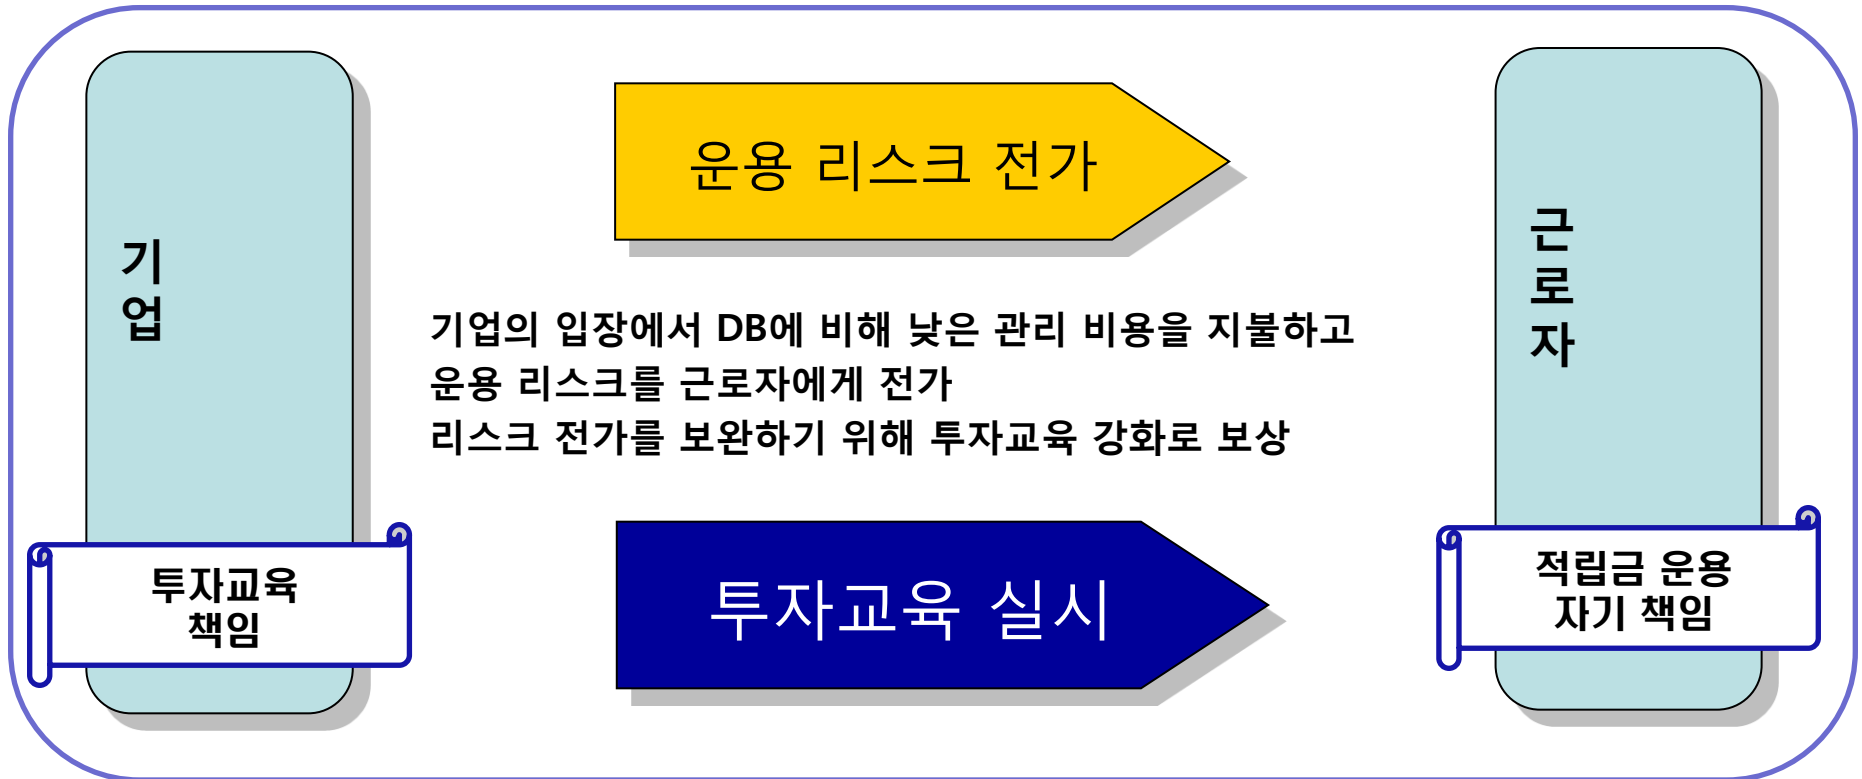 기
업
투자교육
책임
운용 리스크 전가
기업의 입장에서 DB에 비해 낮은 관리 비용을 지불하고
운용 리스크를 근로자에게 전가
리스크 전가를 보완하기 위해 투자교육 강화로 보상
투자교육 실시
근
로
자
적립금 운용
자기 책임